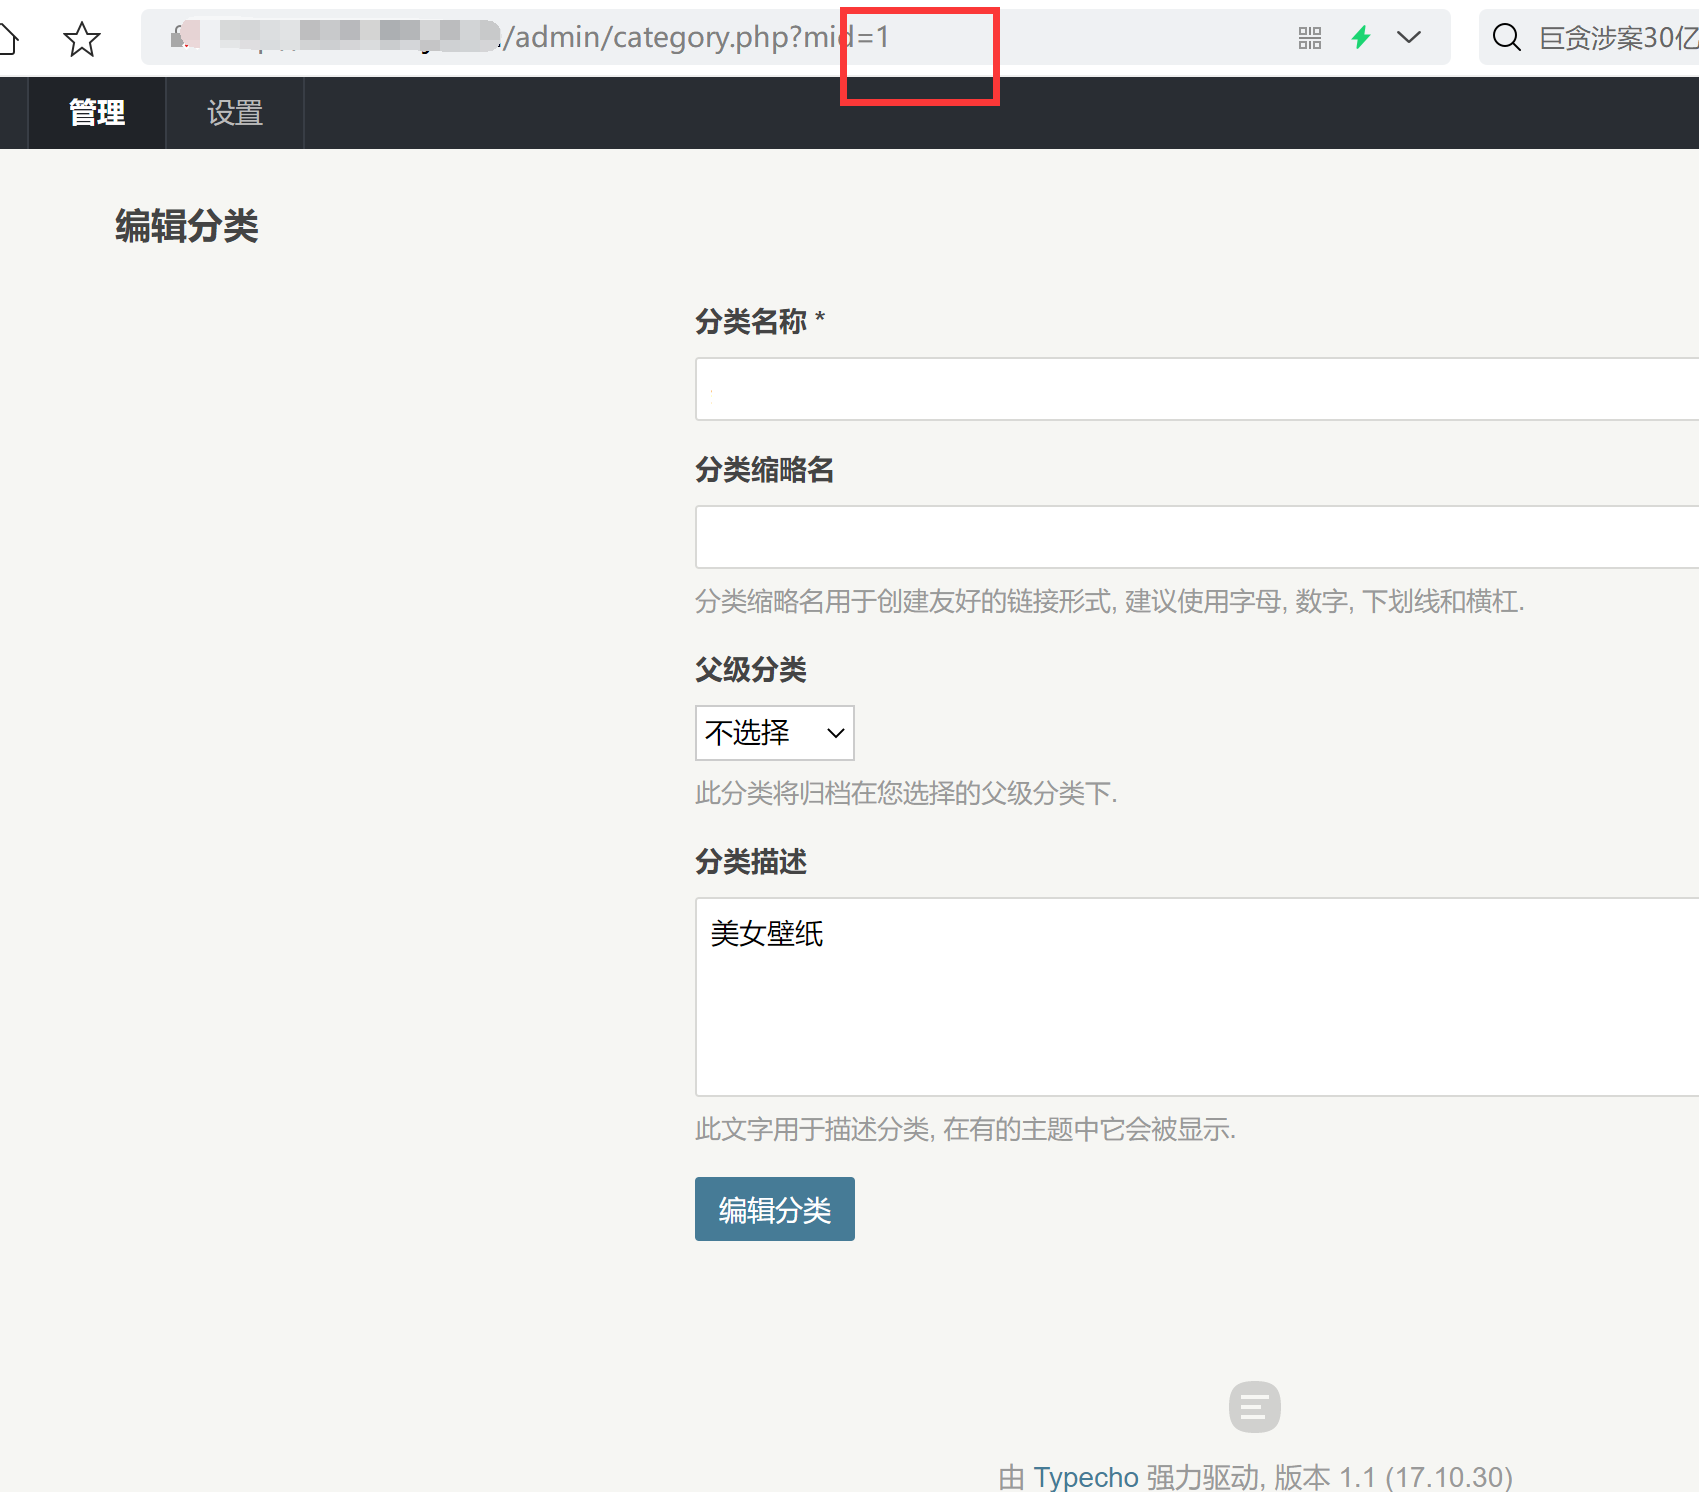 /admin/category.php?mid=1
巨贪涉案30亿
管理
设置
编辑分类
分类名称 *
分类缩略名
分类缩略名用于创建友好的链接形式, 建议使用字母, 数字, 下划线和横杠.
父级分类
不选择
此分类将归档在您选择的父级分类下.
分类描述
美女壁纸
此文字用于描述分类, 在有的主题中它会被显示.
编辑分类
由 Typecho 强力驱动, 版本 1.1 (17.10.30)